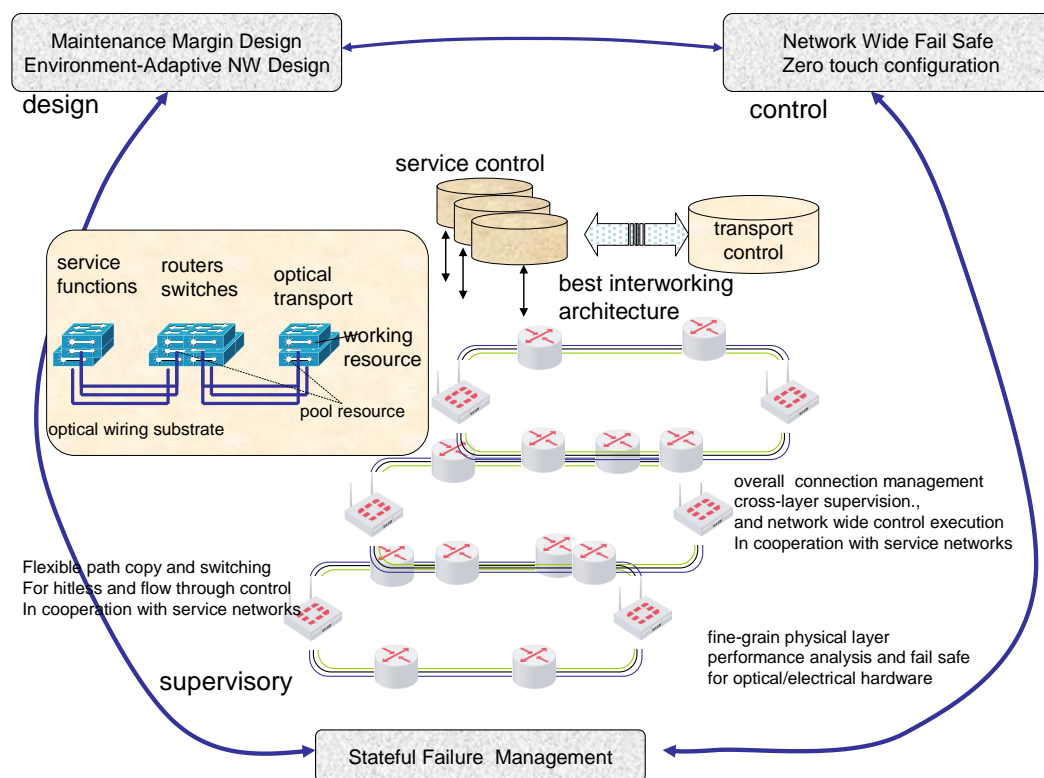 Maintenance Margin Design
Environment-Adaptive NW Design
design
Network Wide Fail Safe
Zero touch configuration
control
service control
transport
control
best interworking
architecture
service
functions
routers
switches
optical
transport
working
resource
pool resource
optical wiring substrate
overall connection management
cross-layer supervision.,
and network wide control execution
In cooperation with service networks
Flexible path copy and switching
For hitless and flow through control
In cooperation with service networks
fine-grain physical layer
performance analysis and fail safe
for optical/electrical hardware
supervisory
Stateful Failure Management